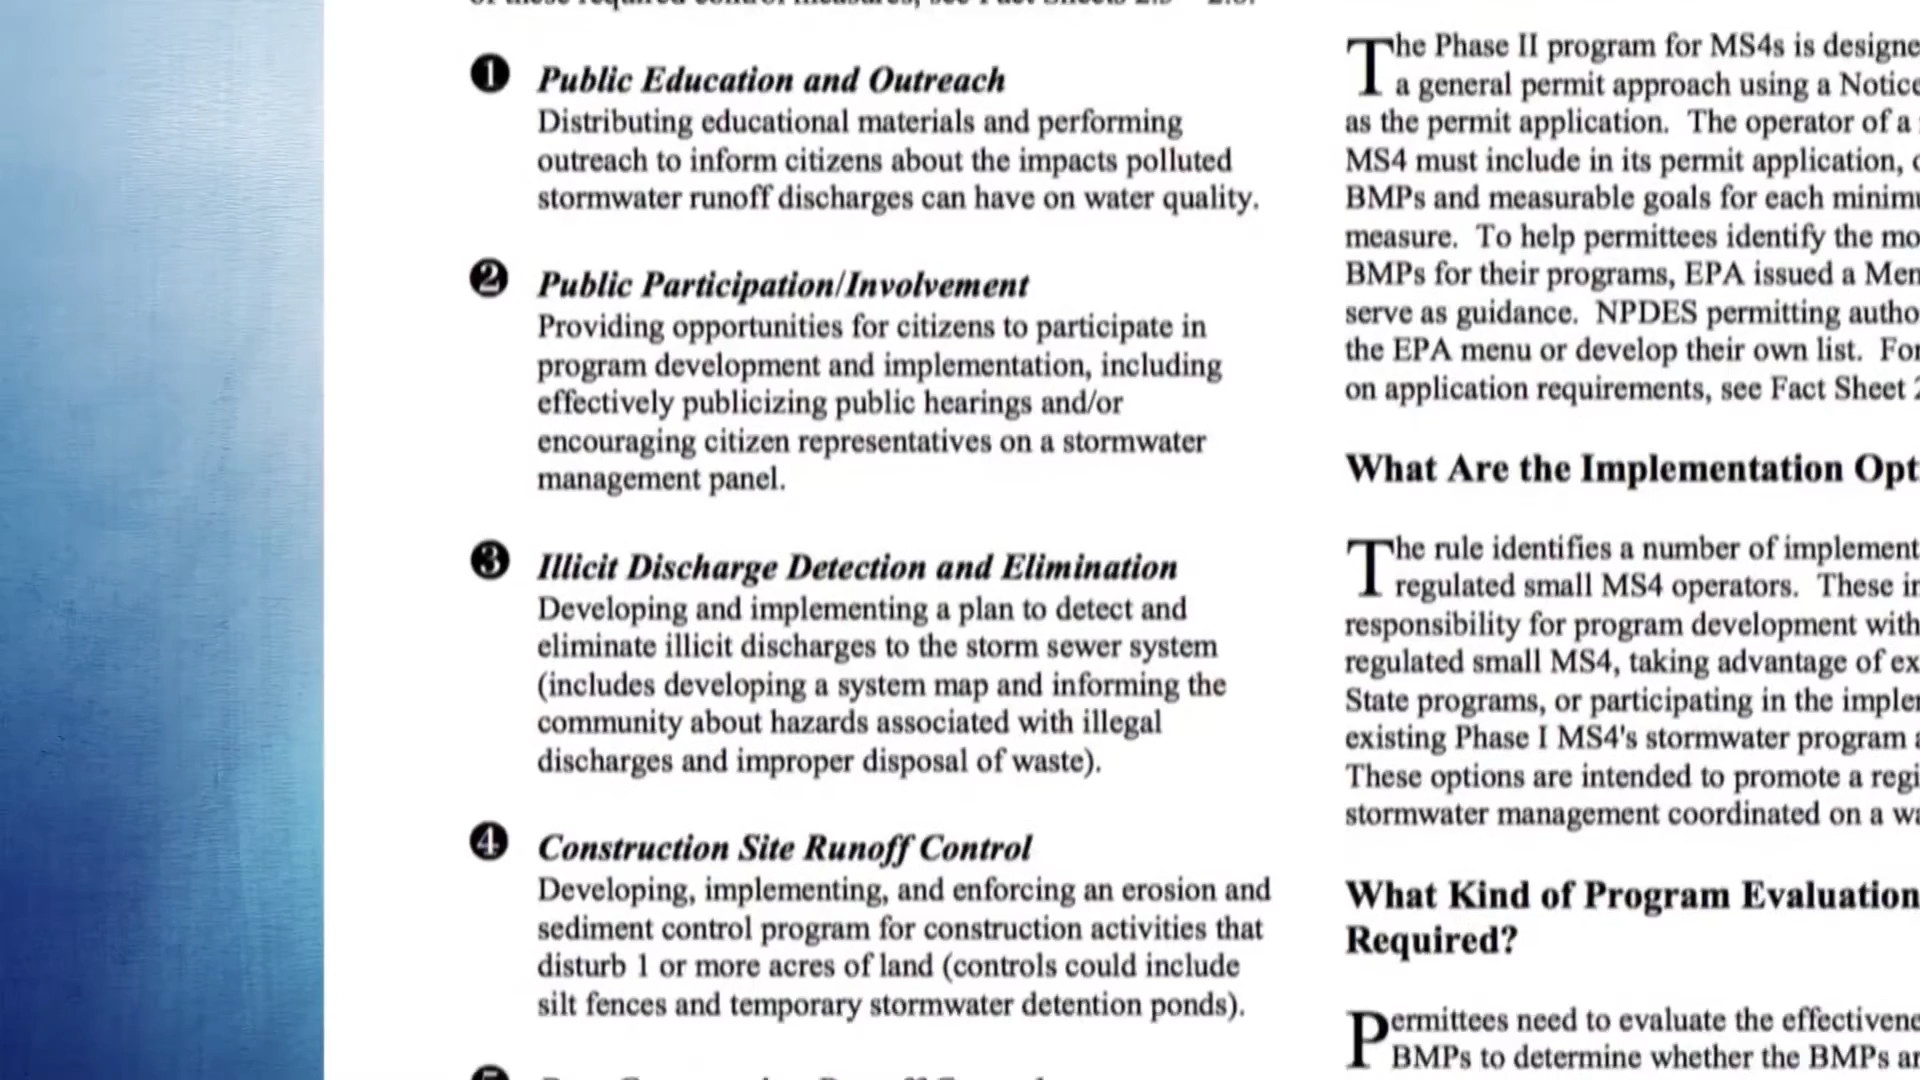 1 Public Education and Outreach
Distributing educational materials and performing
outreach to inform citizens about the impacts polluted
stormwater runoff discharges can have on water quality.
2 Public Participation/Involvement
Providing opportunities for citizens to participate in
program development and implementation, including
effectively publicizing public hearings and/or
encouraging citizen representatives on a stormwater
management panel.
3 Illicit Discharge Detection and Elimination
Developing and implementing a plan to detect and
eliminate illicit discharges to the storm sewer system
(includes developing a system map and informing the
community about hazards associated with illegal
discharges and improper disposal of waste).
4 Construction Site Runoff Control
Developing, implementing, and enforcing an erosion and
sediment control program for construction activities that
disturb 1 or more acres of land (controls could include
silt fences and temporary stormwater detention ponds).
The Phase II program for MS4s is designe
a general permit approach using a Notice
as the permit application. The operator of a
MS4 must include in its permit application,
BMPs and measurable goals for each minimu
measure. To help permittees identify the mo
BMPs for their programs, EPA issued a Men
serve as guidance. NPDES permitting autho
the EPA menu or develop their own list. For
on application requirements, see Fact Sheet
What Are the Implementation Opt
The rule identifies a number of implement
regulated small MS4 operators. These in
responsibility for program development with
regulated small MS4, taking advantage of ex
State programs, or participating in the implem
existing Phase I MS4's stormwater program a
These options are intended to promote a regi
stormwater management coordinated on a wa
What Kind of Program Evaluation
Required?
Permittees need to evaluate the effectivene
BMPs to determine whether the BMPs ar